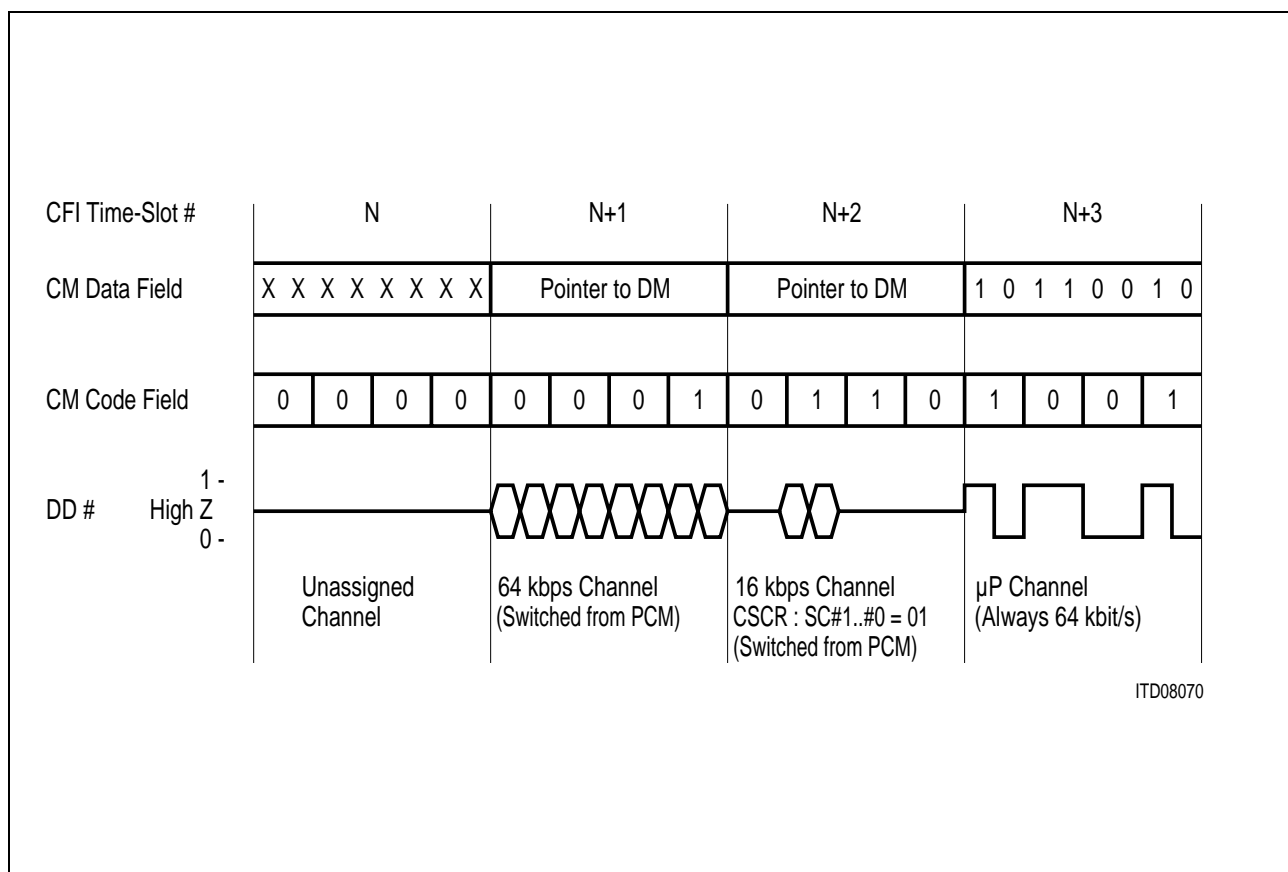 CFI Time-Slot # N N+1 N+2 N+3
CM Data Field X X X X X X X X Pointer to DM Pointer to DM 1 0 1 1 0 0 1 0
CM Code Field 0 0 0 0 0 0 0 1 0 1 1 0 1 0 0 1
1 -
DD # High Z
0 -
Unassigned
Channel
64 kbps Channel
(Switched from PCM)
16 kbps Channel
CSCR : SC#1..#0 = 01
(Switched from PCM)
µP Channel
(Always 64 kbit/s)
ITD08070